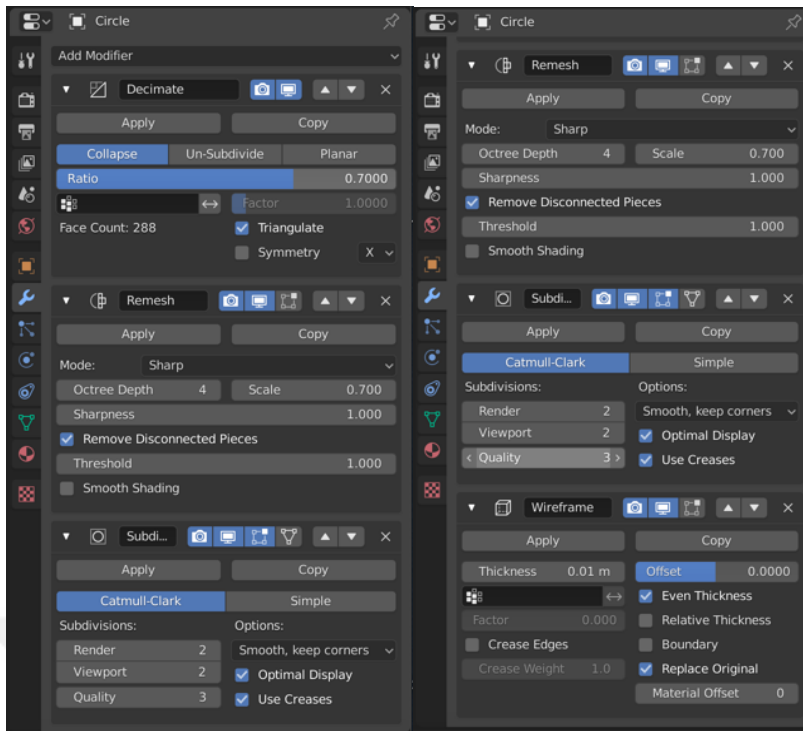 Circle
Add Modifier
Decimate
Apply Copy
Collapse Un-Subdivide Planar
Ratio 0.7000
Factor 1.0000
Face Count: 288 Triangulate
Symmetry X
Remesh
Apply Copy
Mode: Sharp
Octree Depth 4 Scale 0.700
Sharpness 1.000
Remove Disconnected Pieces
Threshold 1.000
Smooth Shading
Subdi...
Apply Copy
Catmull-Clark Simple
Subdivisions: Options:
Render 2 Smooth, keep corners
Viewport 2 Optimal Display
Quality 3 Use Creases
Circle
Remesh
Apply Copy
Mode: Sharp
Octree Depth 4 Scale 0.700
Sharpness 1.000
Remove Disconnected Pieces
Threshold 1.000
Smooth Shading
Subdi...
Apply Copy
Catmull-Clark Simple
Subdivisions: Options:
Render 2 Smooth, keep corners
Viewport 2 Optimal Display
Quality 3 Use Creases
Wireframe
Apply Copy
Thickness 0.01 m Offset 0.0000
Even Thickness
Factor 0.000 Relative Thickness
Crease Edges Boundary
Crease Weight 1.0 Replace Original
Material Offset 0